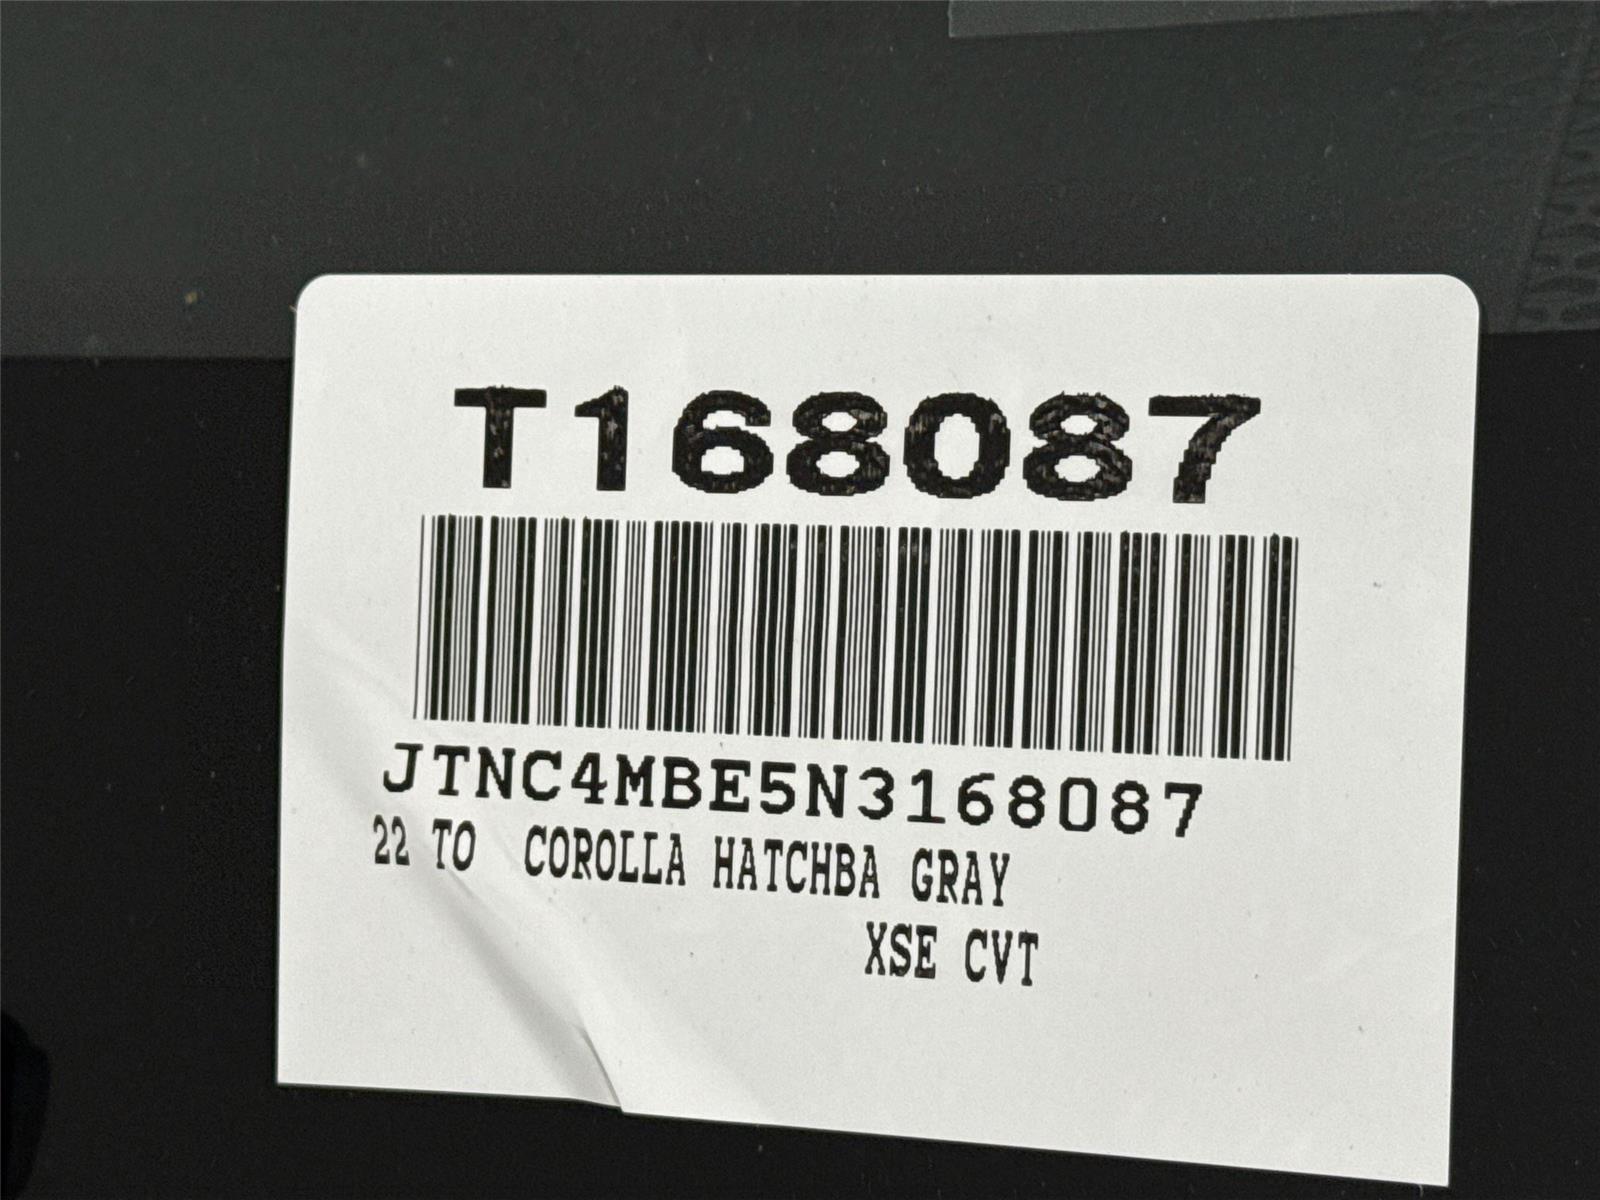 T168087
JTNC4MBE5N3168087
22 TO COROLLA HATCHBA GRAY
XSE CVT